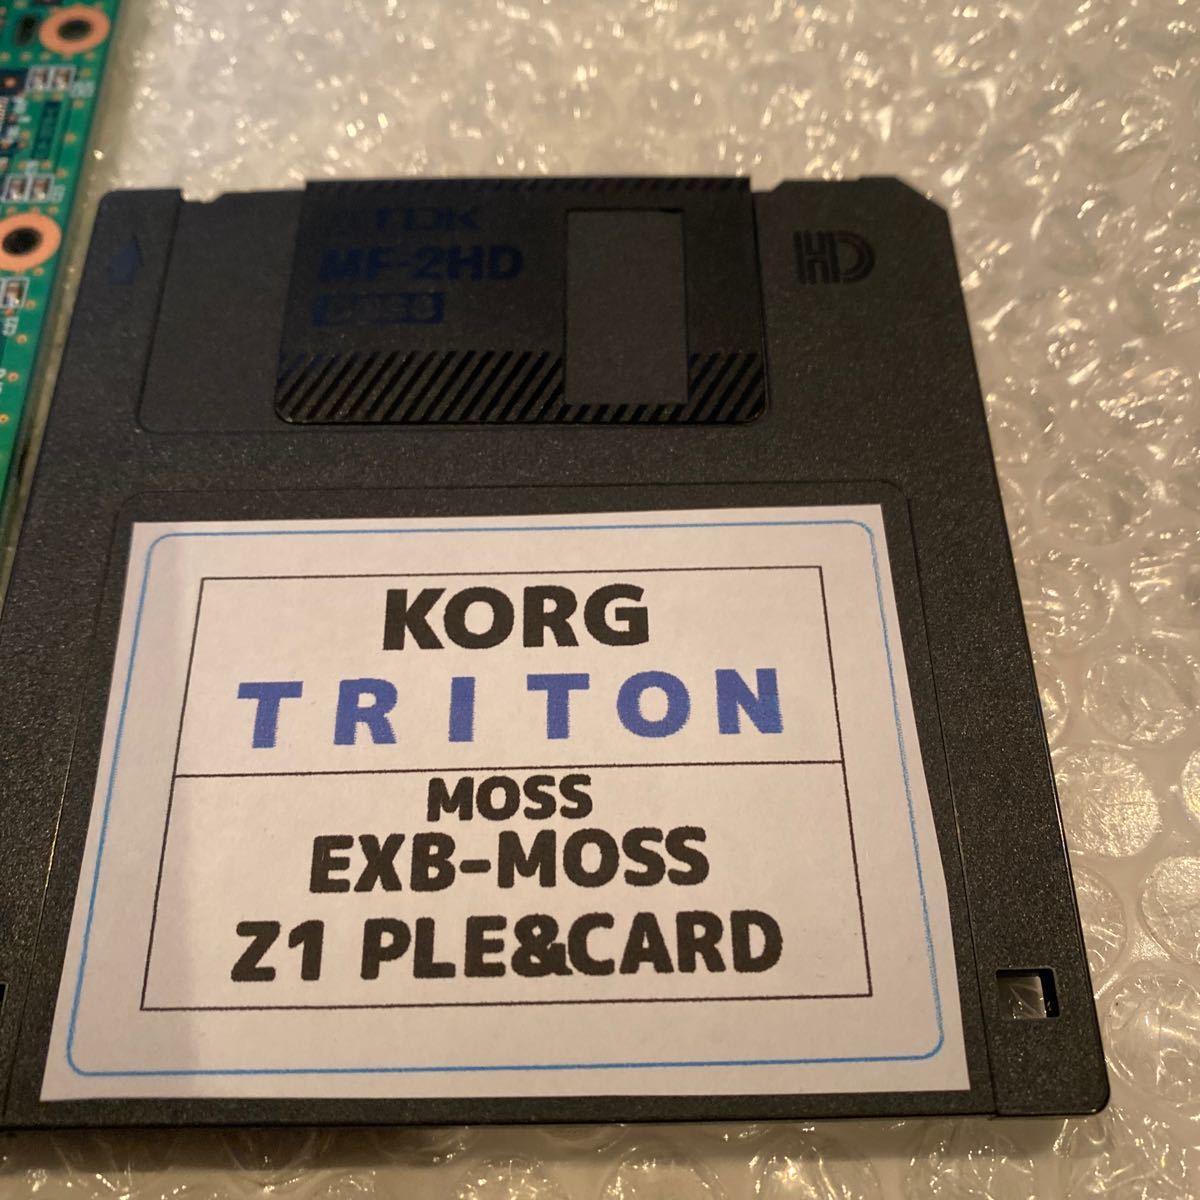 TDK
MF-2HD
HD
KORG
TRITON
MOSS
EXB-MOSS
Z1 PLE&CARD